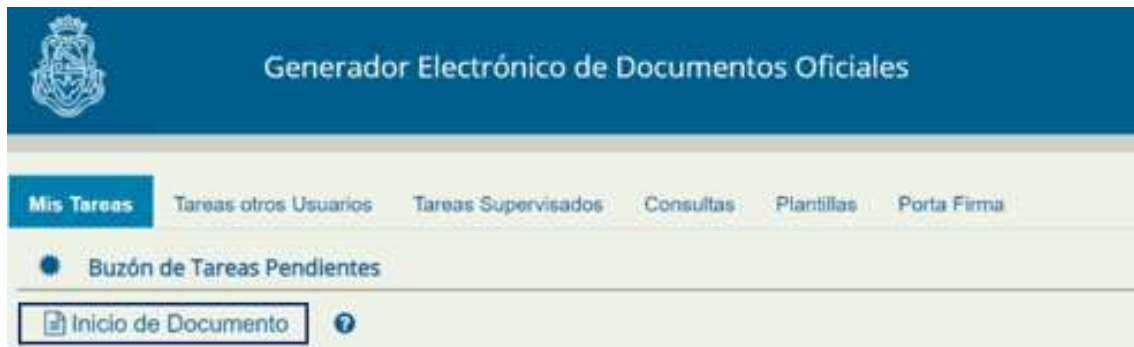 Generador Electrónico de Documentos Oficiales
Mis Tareas Tareas otros Usuarios Tareas Supervisados Consultas Plantillas Porta Firma
Buzón de Tareas Pendientes
Inicio de Documento ?